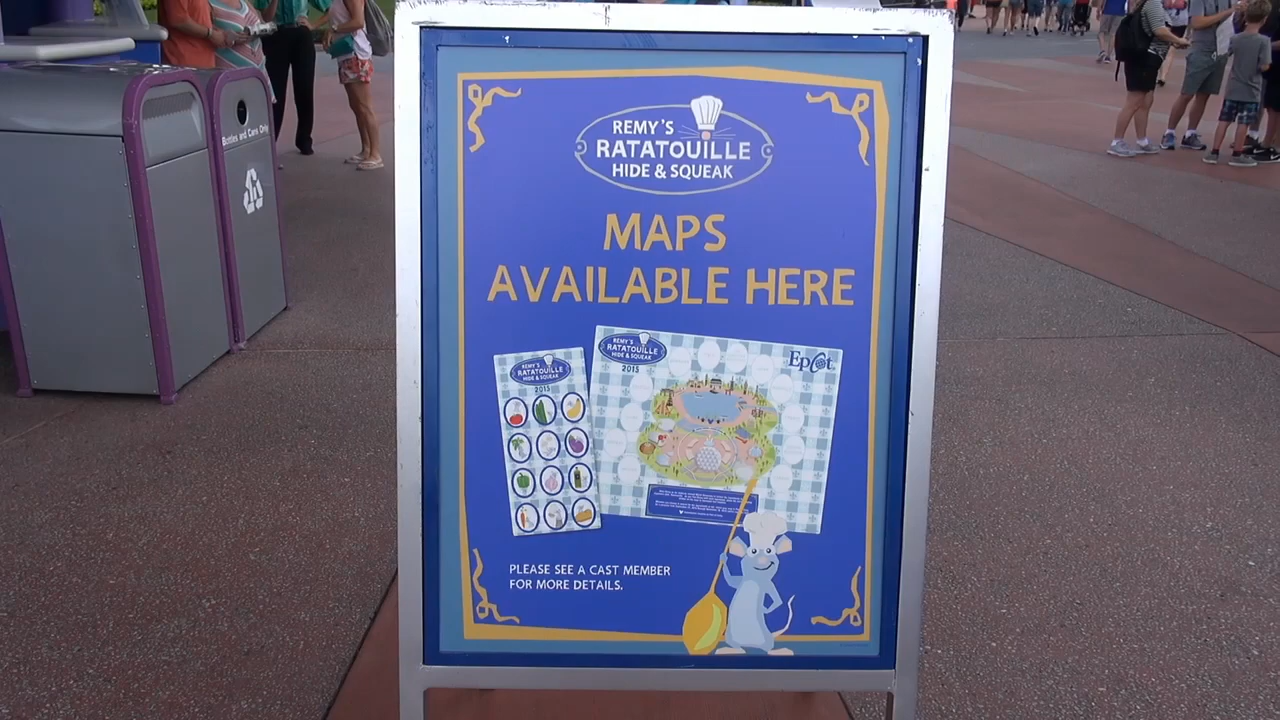 Bottles and Cans Only
REMY'S
RATATOUILLE
HIDE & SQUEAK
MAPS
AVAILABLE HERE
REMY'S
RATATOUILLE
HIDE & SQUEAK
2015
REMY'S
RATATOUILLE
HIDE & SQUEAK
2015
Epcot
PLEASE SEE A CAST MEMBER
FOR MORE DETAILS.